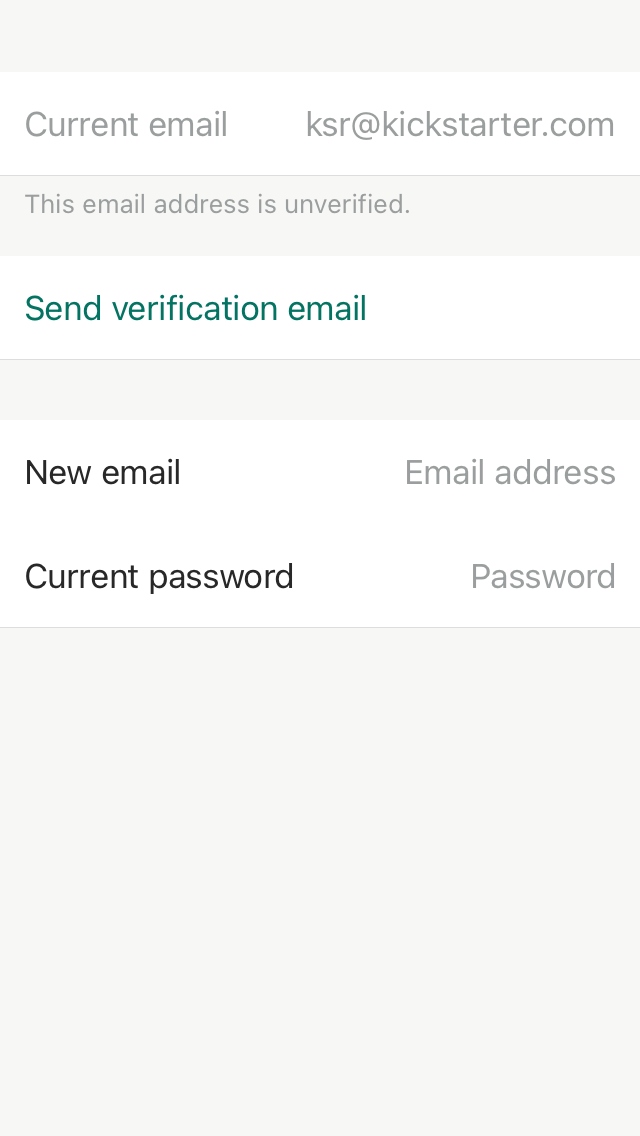 Current email ksr@kickstarter.com
This email address is unverified.
Send verification email
New email Email address
Current password Password